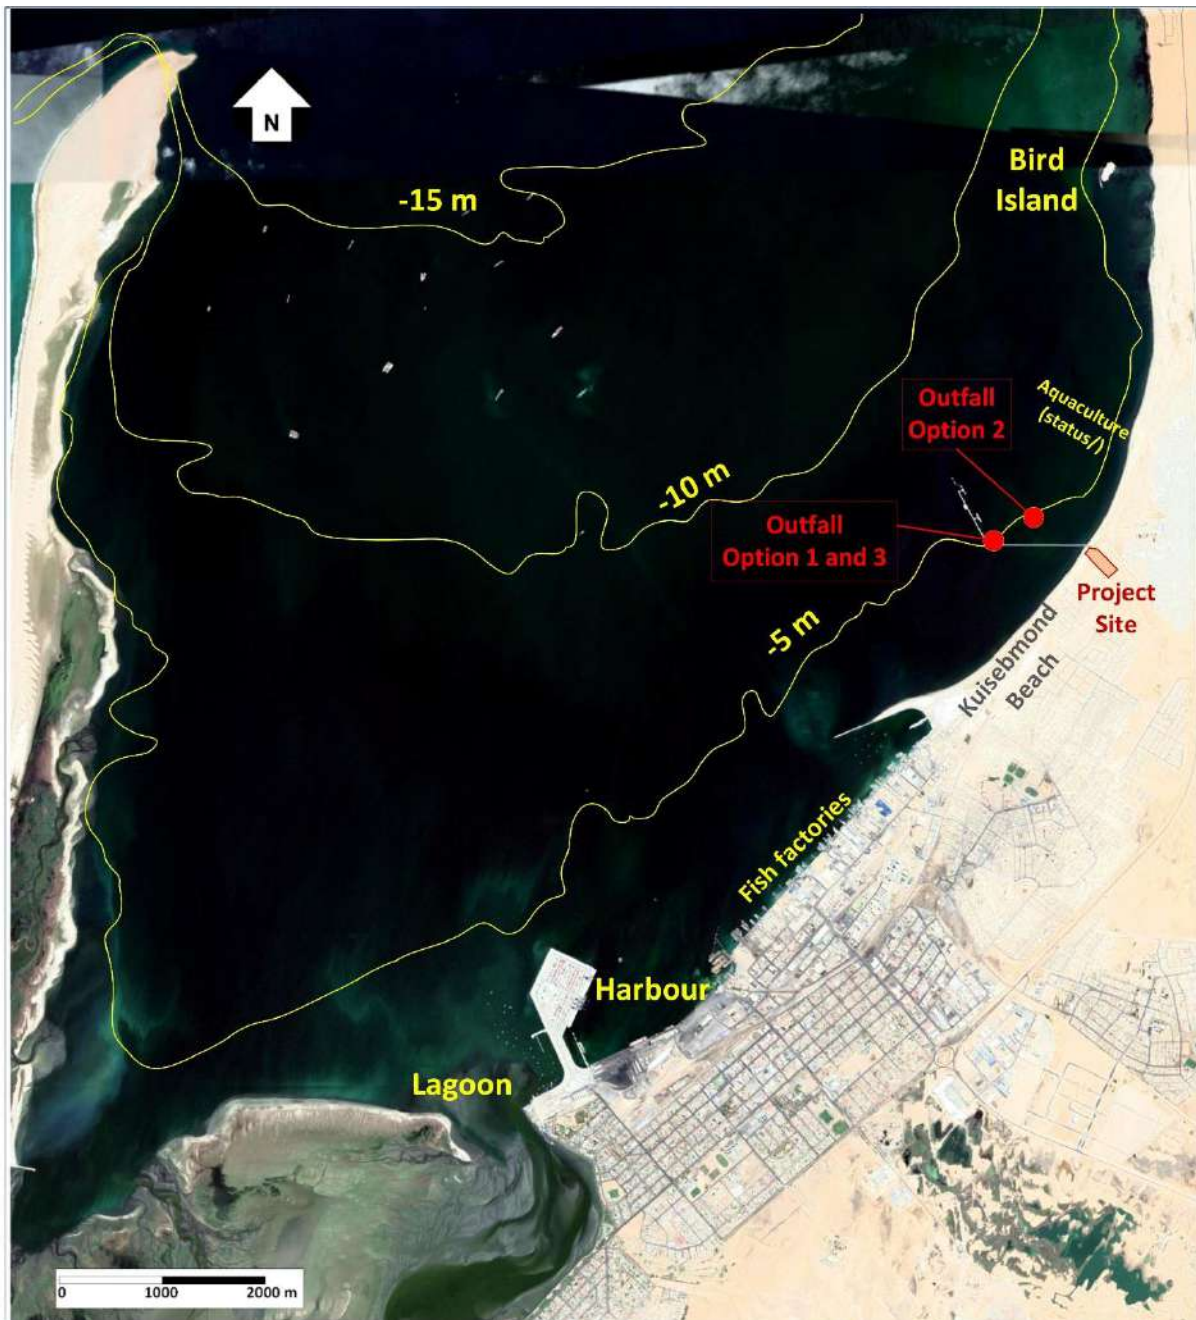 N
-15 m
Bird
Island
Aquaculture
(status/)
Outfall
Option 2
-10 m
Outfall
Option 1 and 3
Project
Site
-5 m
Kuisebmond
Beach
Fish factories
Harbour
Lagoon
0 1000 2000 m